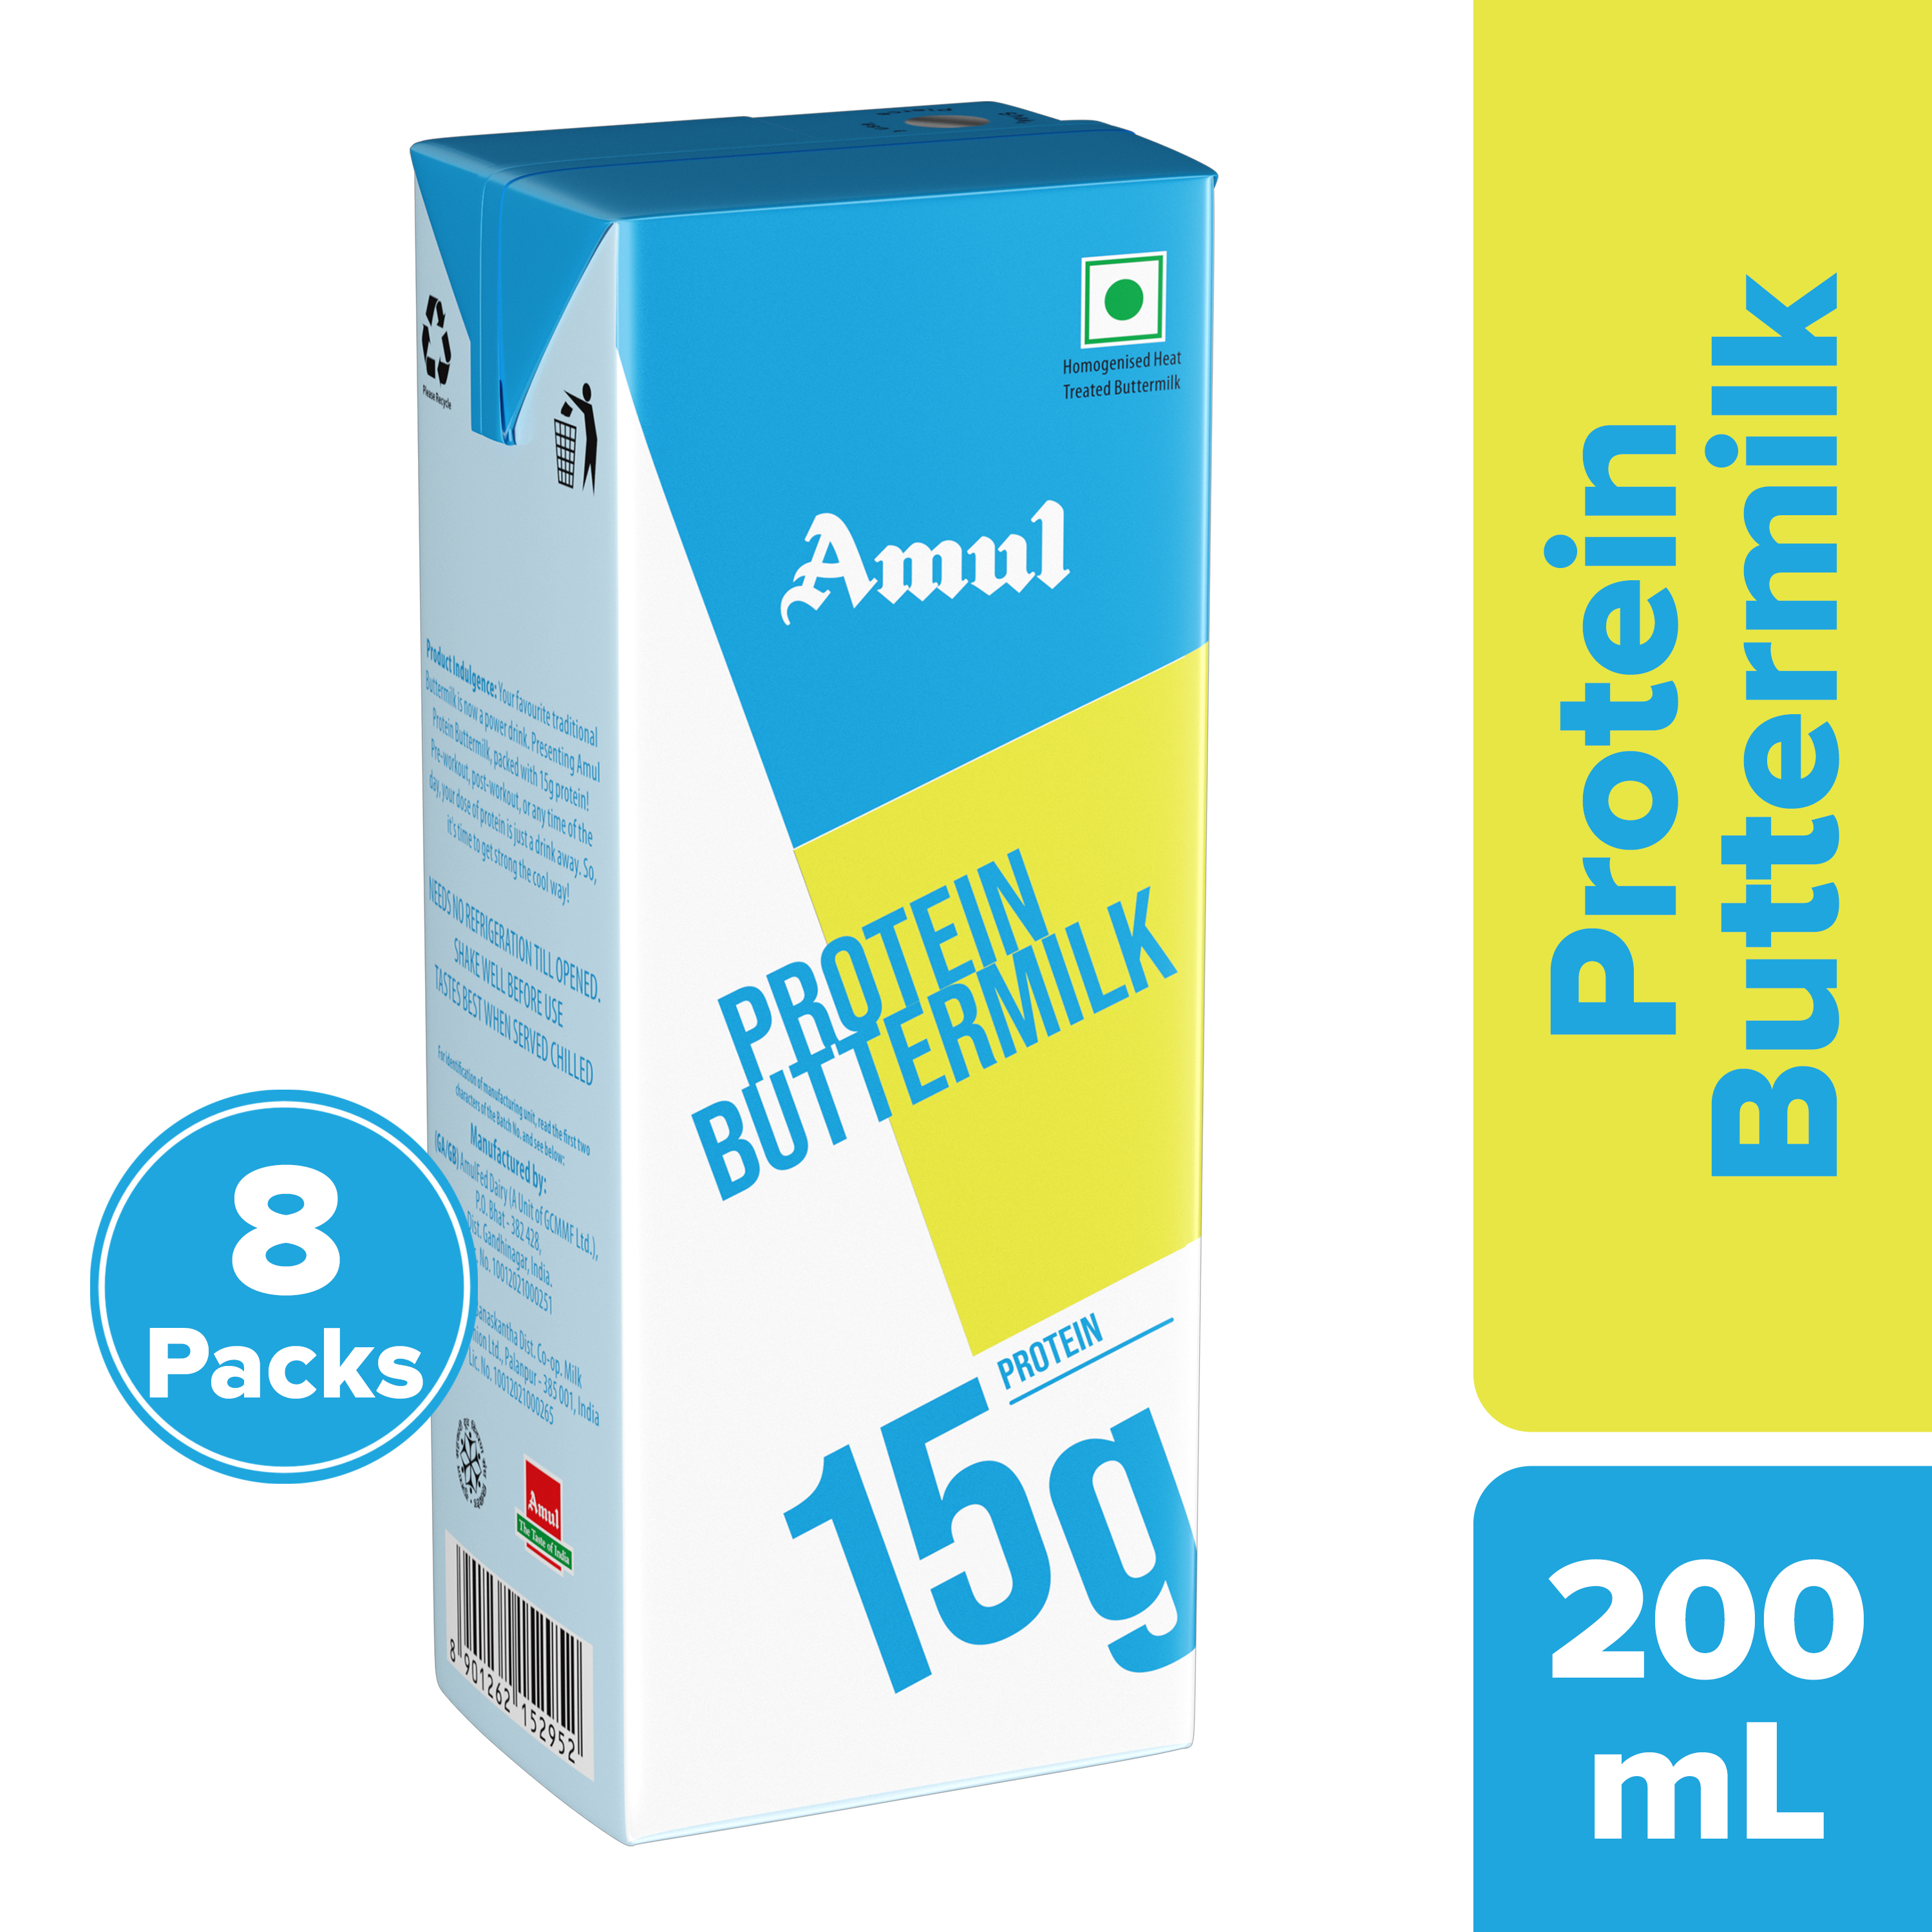 Homogenised Heat
Treated Buttermilk
Amul
PROTEIN
BUTTERMILK
PROTEIN
15g
Please Recycle
Product Indulgence: Your favourite traditional
Buttermilk is now a power drink. Presenting Amul
Protein Buttermilk, packed with 15g protein!
Pre-workout, post-workout, or any time of the
day, your dose of protein is just a drink away. So,
it's time to get strong the cool way!
NEEDS NO REFRIGERATION TILL OPENED.
SHAKE WELL BEFORE USE
TASTES BEST WHEN SERVED CHILLED
For identification of manufacturing unit, read the first two
characters of the Batch No. and see below:
Manufactured by:
(GA/GB) AmulFed Dairy (A Unit of GCMMF Ltd.),
P.O. Bhat - 382 428,
Dist. Gandhinagar, India.
No. 10012021000251
Dist. Co-op. Milk
Ltd., Palanpur - 385 001, India
Lic. No. 10012021000265
Amul
The Taste of India
8 901262 152952
8
Packs
Protein
Buttermilk
200
mL